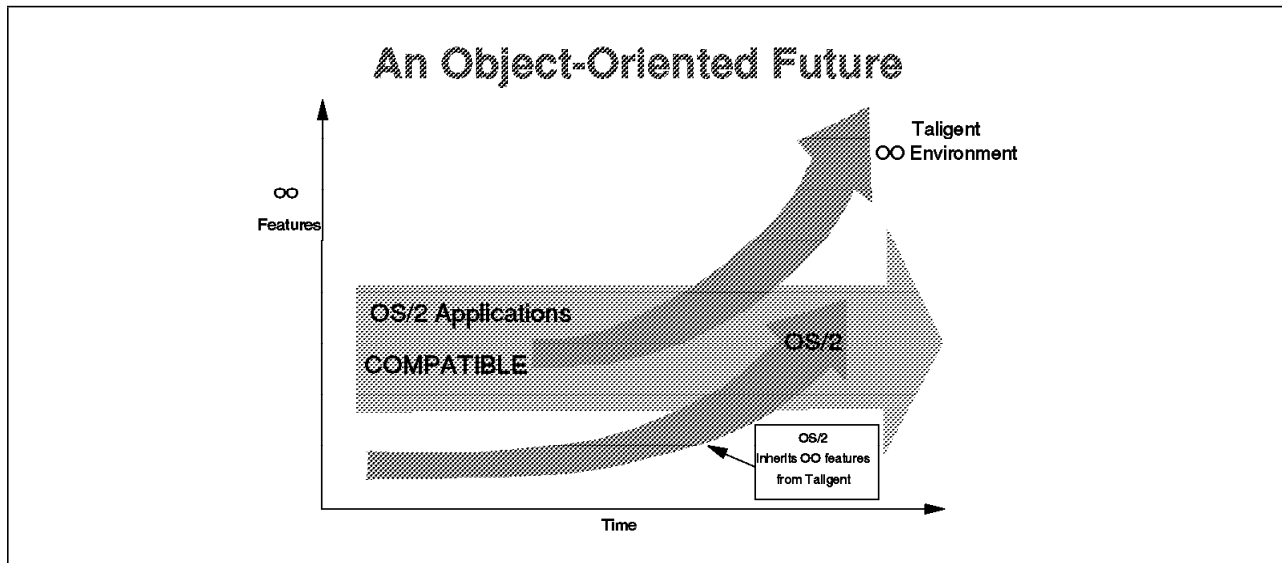 An Object-Oriented Future
Taligent
OO Environment
OO
Features
OS/2 Applications
COMPATIBLE
OS/2
OS/2
Inherits OO features
from Taligent
Time